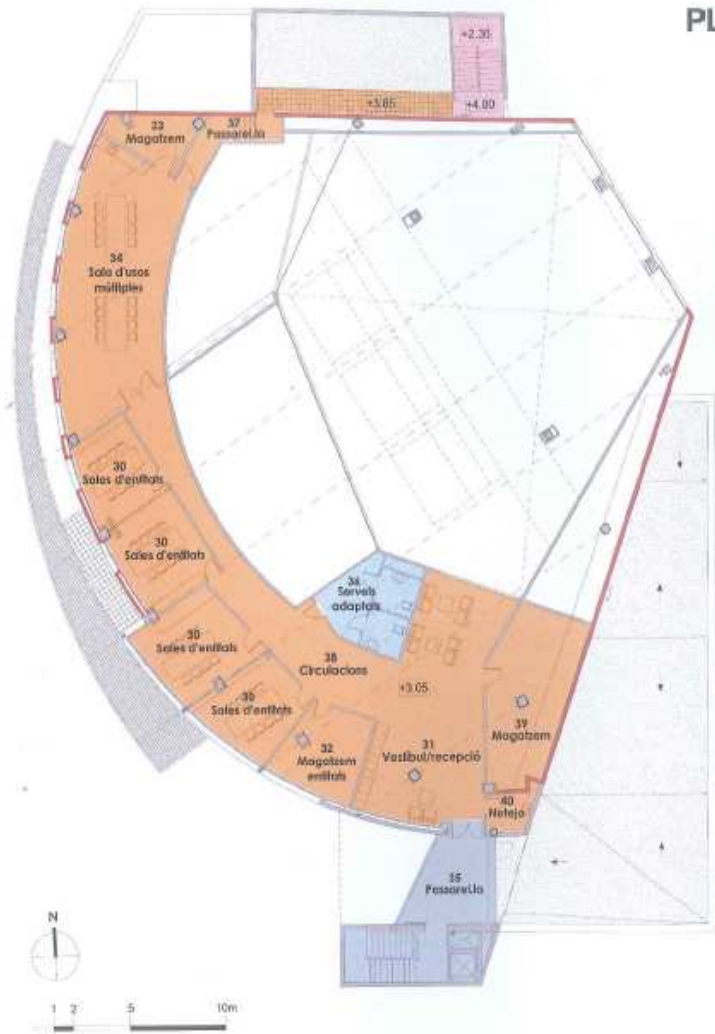 PL
+2.30
+3.85
+4.00
33
Magatzem
37
Passarel.la
34
Sala d'usos
múltiples
30
Sales d'entitats
30
Sales d'entitats
36
Serveis
adaptats
30
Sales d'entitats
38
Circulacions
+3.05
30
Sales d'entitats
39
Magatzem
31
Vestíbul/recepció
32
Magatzem
entitats
40
Neteja
35
Passarel.la
N
1 2 5 10m